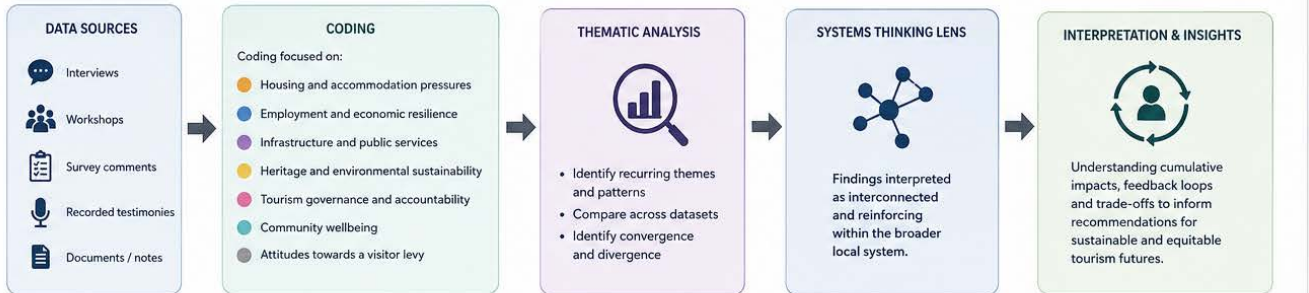 DATA SOURCES
Interviews
Workshops
Survey comments
Recorded testimonies
Documents / notes
CODING
Coding focused on:
Housing and accommodation pressures
Employment and economic resilience
Infrastructure and public services
Heritage and environmental sustainability
Tourism governance and accountability
Community wellbeing
Attitudes towards a visitor levy
THEMATIC ANALYSIS
• Identify recurring themes
and patterns
• Compare across datasets
• Identify convergence
and divergence
SYSTEMS THINKING LENS
Findings interpreted
as interconnected
and reinforcing
within the broader
local system.
INTERPRETATION & INSIGHTS
Understanding cumulative
impacts, feedback loops
and trade-offs to inform
recommendations for
sustainable and equitable
tourism futures.